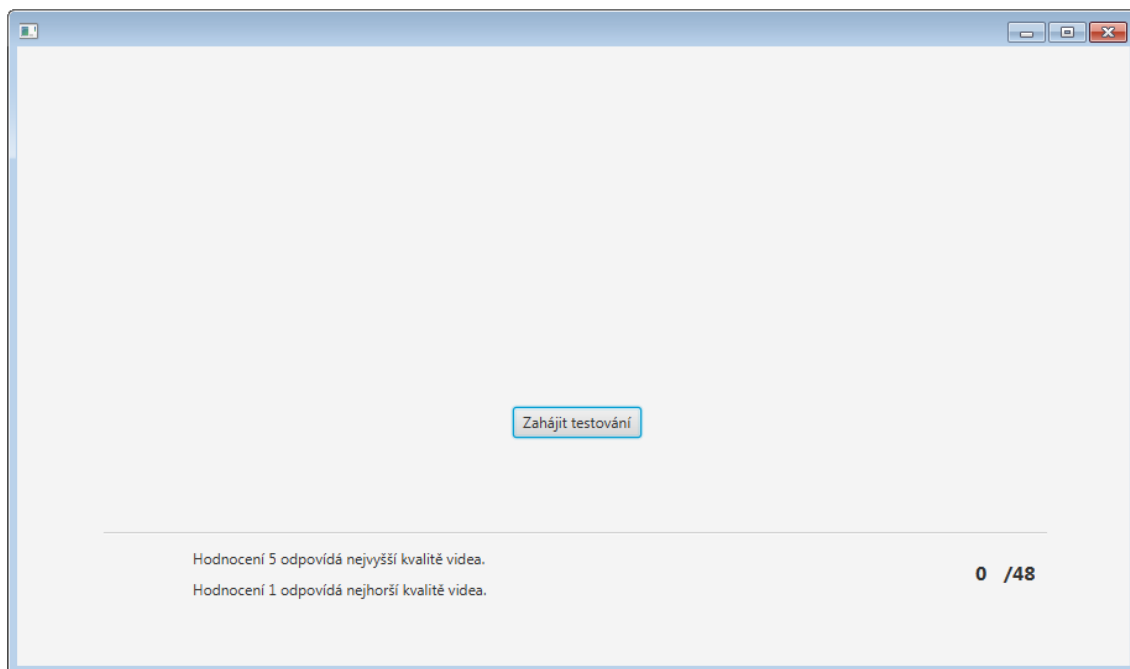 Zahájit testování
Hodnocení 5 odpovídá nejvyšší kvalitě videa.
Hodnocení 1 odpovídá nejhorší kvalitě videa.
0 /48